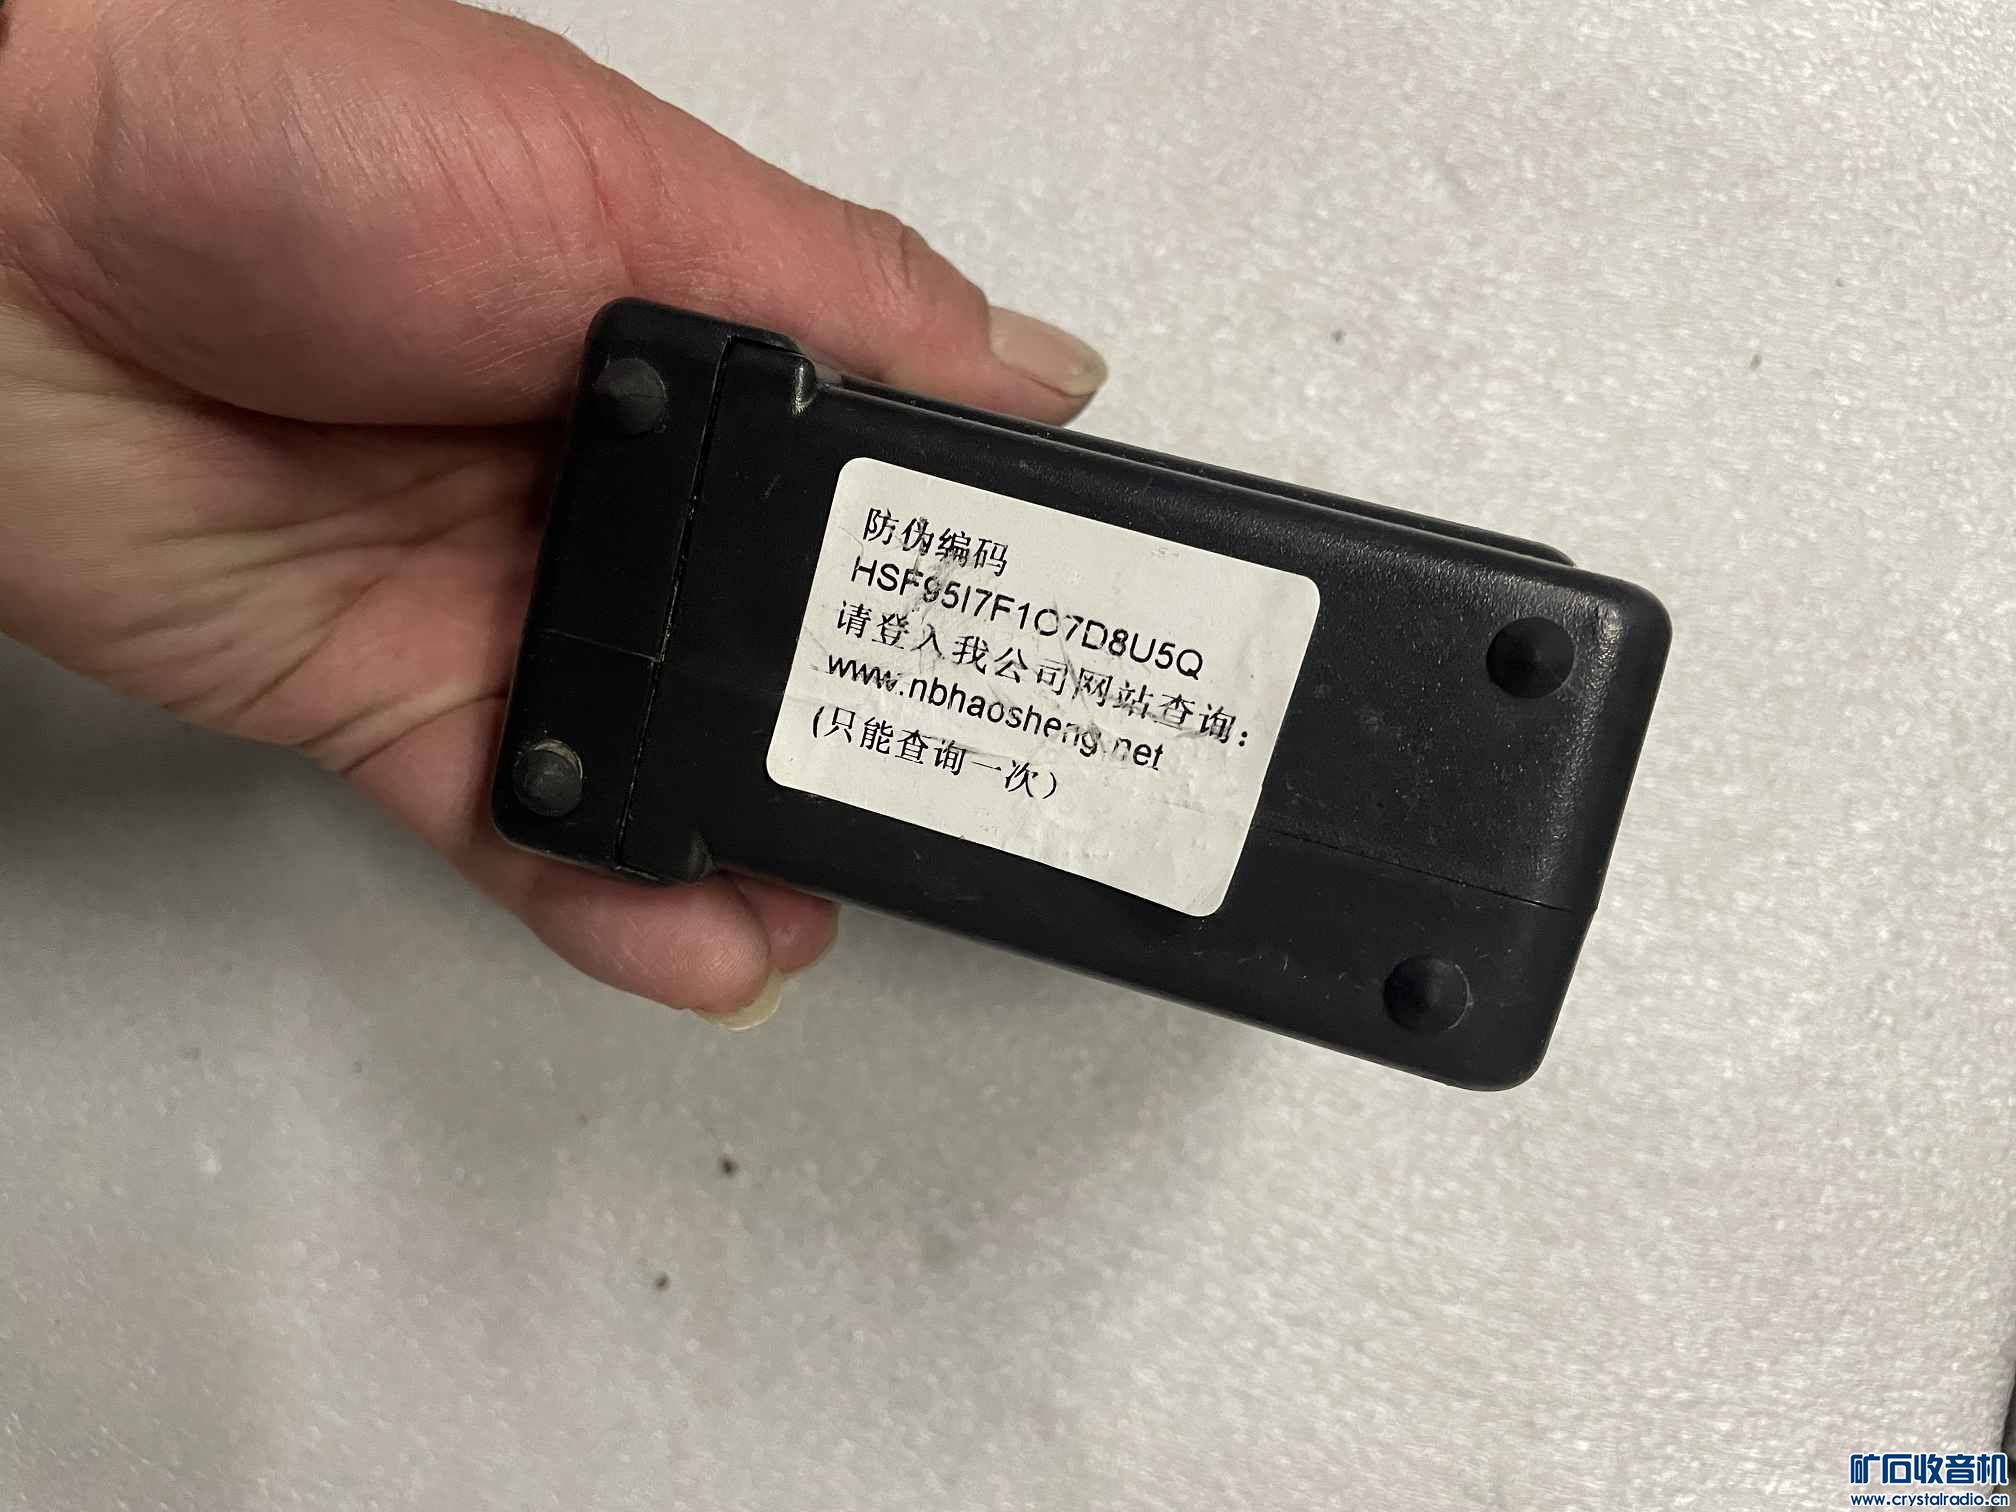 防伪编码
HSF95I7F1O7D8U5Q
请登入我公司网站查询：
www.nbhaosheng.net
(只能查询一次)
矿石收音机
www.crystalradio.cn